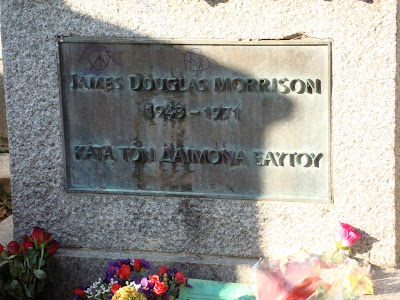 JAMES DOUGLAS MORRISON
1943 – 1971
ΚΑΤΑ ΤΟΝ ΔΑΙΜΟΝΑ ΕΑΥΤΟΥ